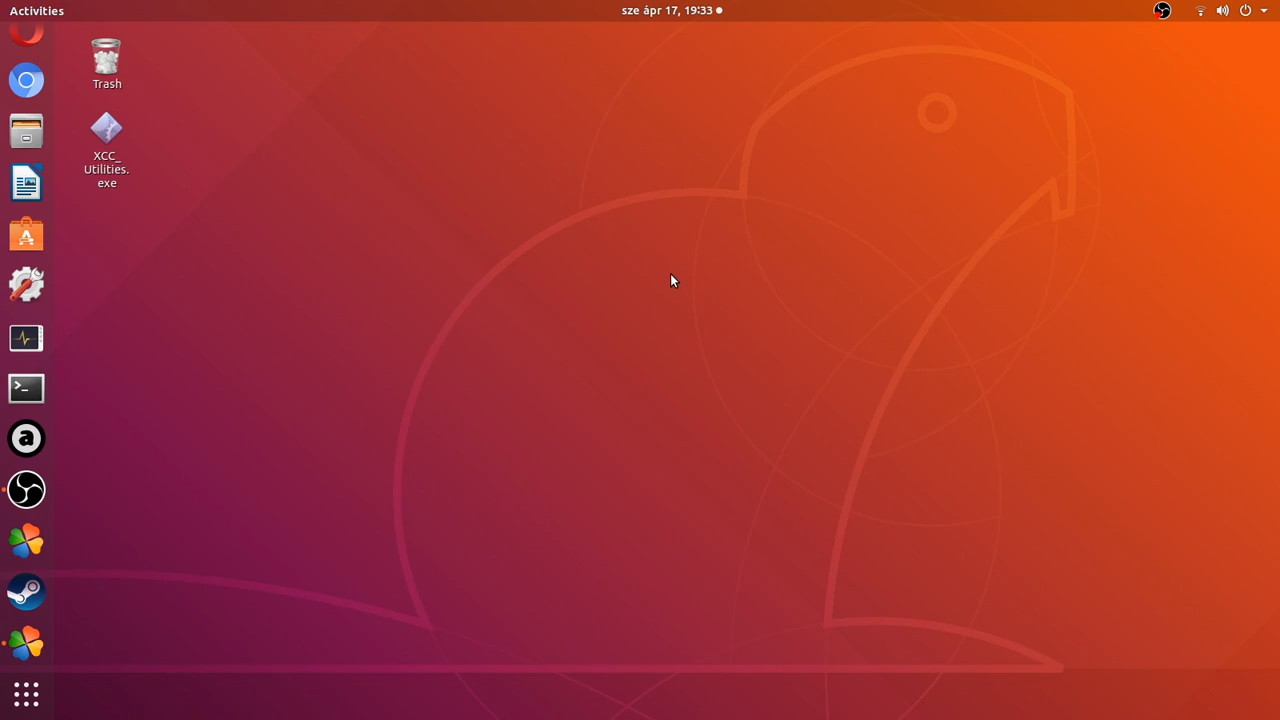 Activities
sze ápr 17, 19:33
Trash
XCC_
Utilities.
exe